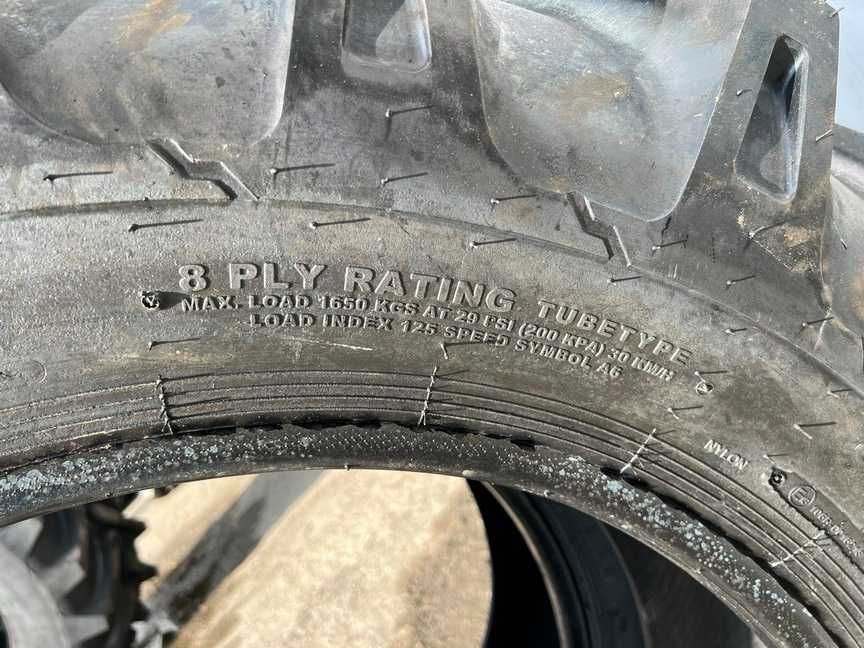 8 PLY RATING TUBETYPE
MAX. LOAD 1650 KGS AT 29 PSI (200 KPA) 30 KM/H
LOAD INDEX 125 SPEED SYMBOL A6
NYLON